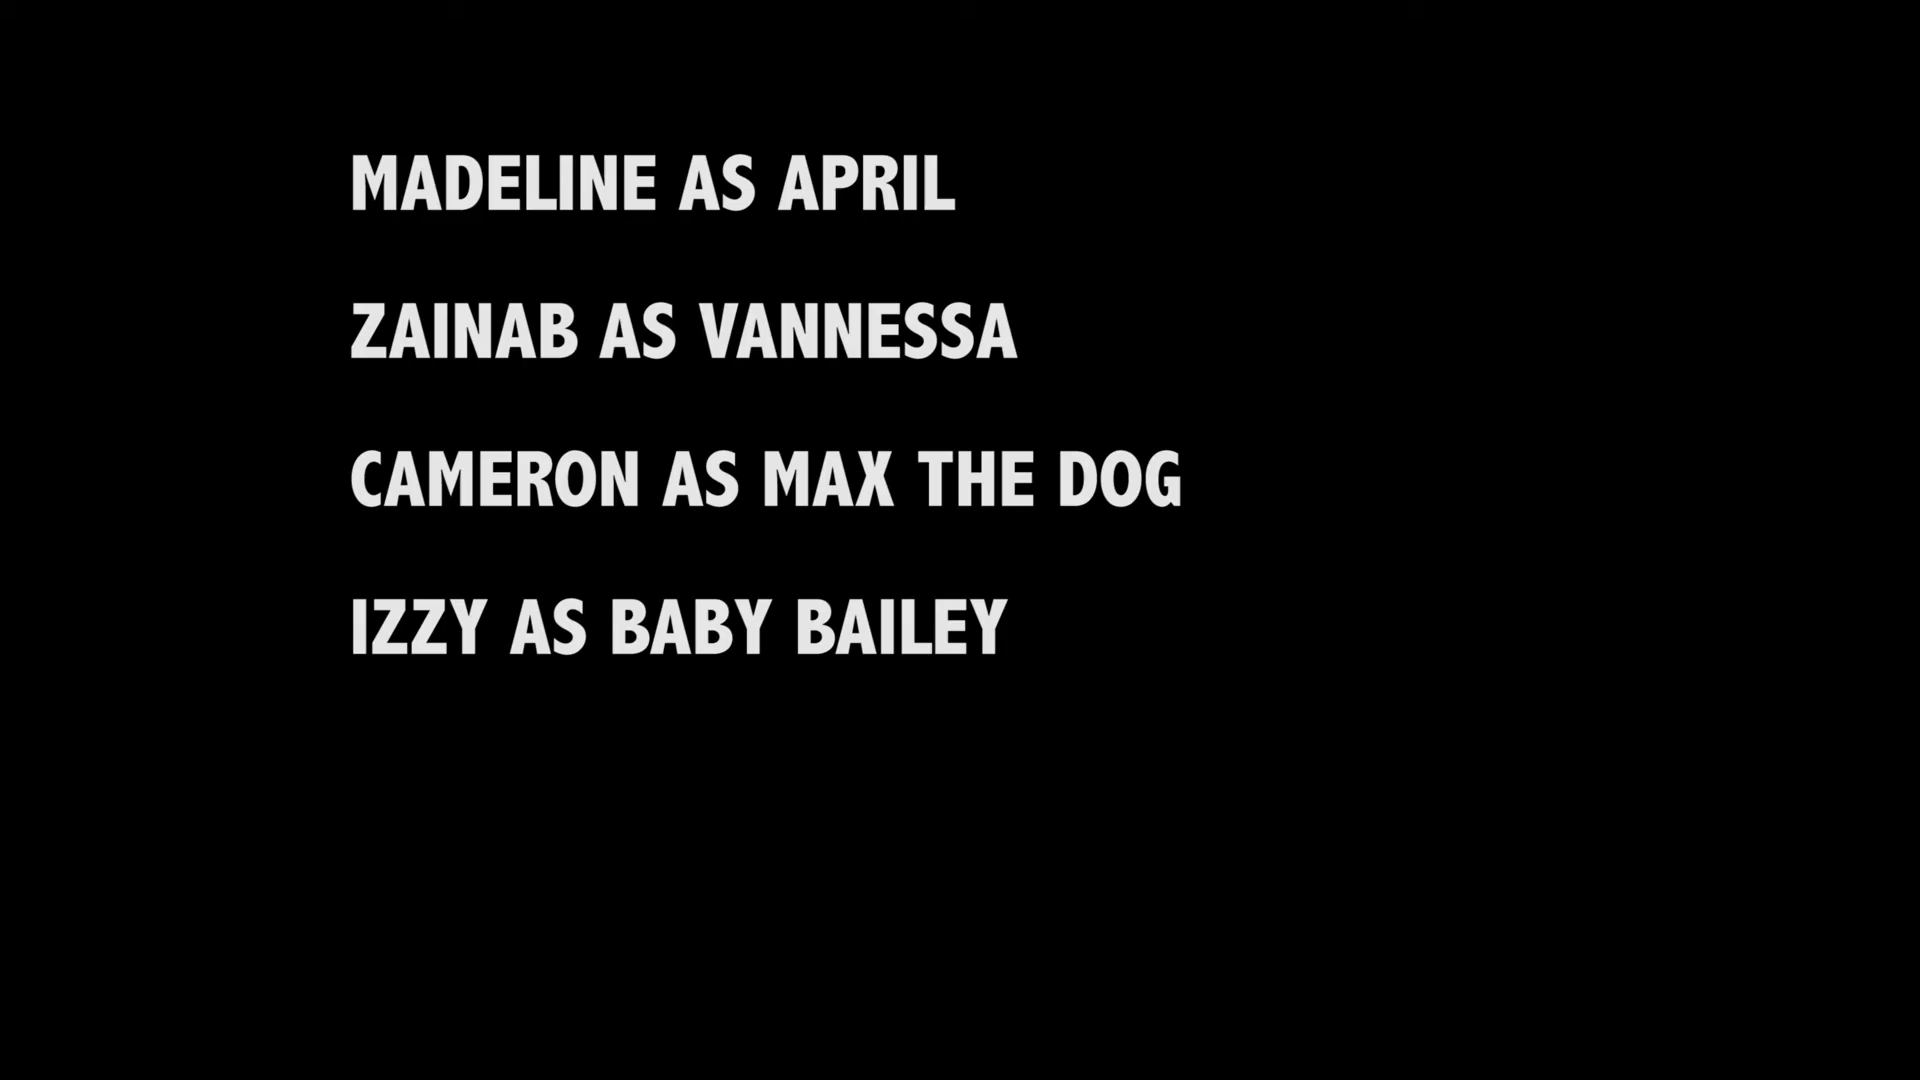 MADELINE AS APRIL
ZAINAB AS VANNESSA
CAMERON AS MAX THE DOG
IZZY AS BABY BAILEY